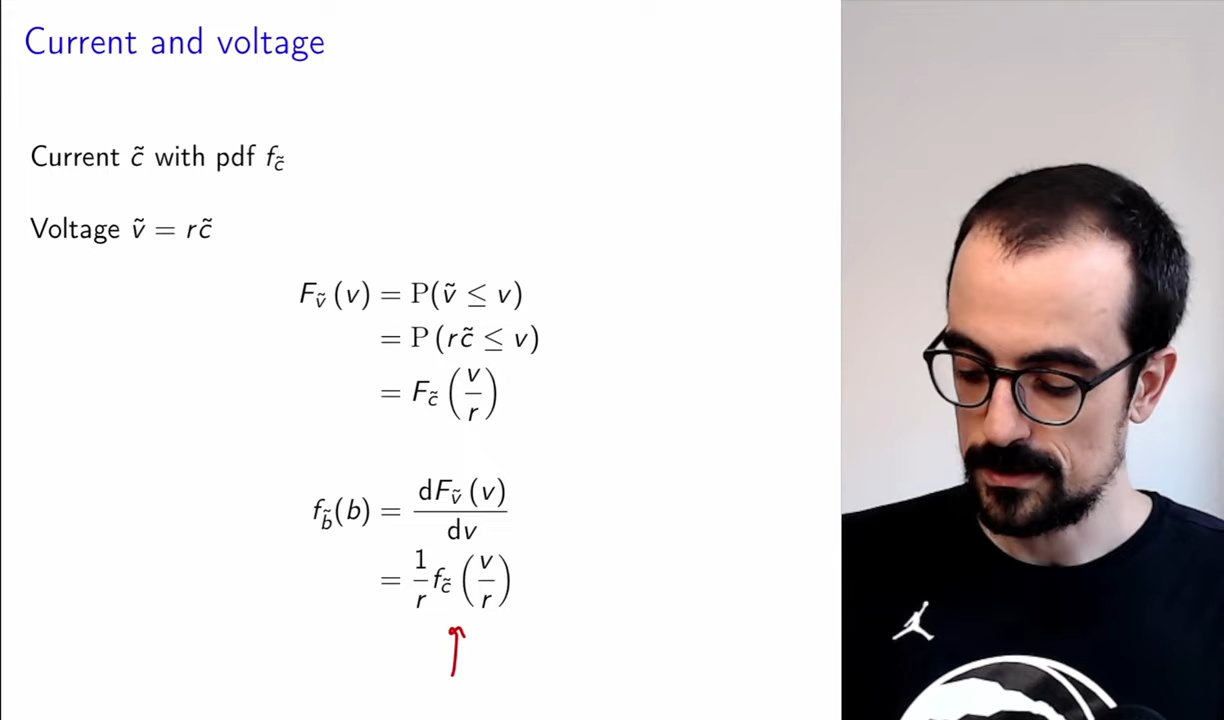 Current and voltage
Current c̃ with pdf f_c̃
Voltage ṽ = rc̃
F_ṽ (v) = P(ṽ ≤ v)
= P (rc̃ ≤ v)
= F_c̃ (v/r)
f_b̃(b) = dF_ṽ (v)/dv
= 1/r f_c̃ (v/r)